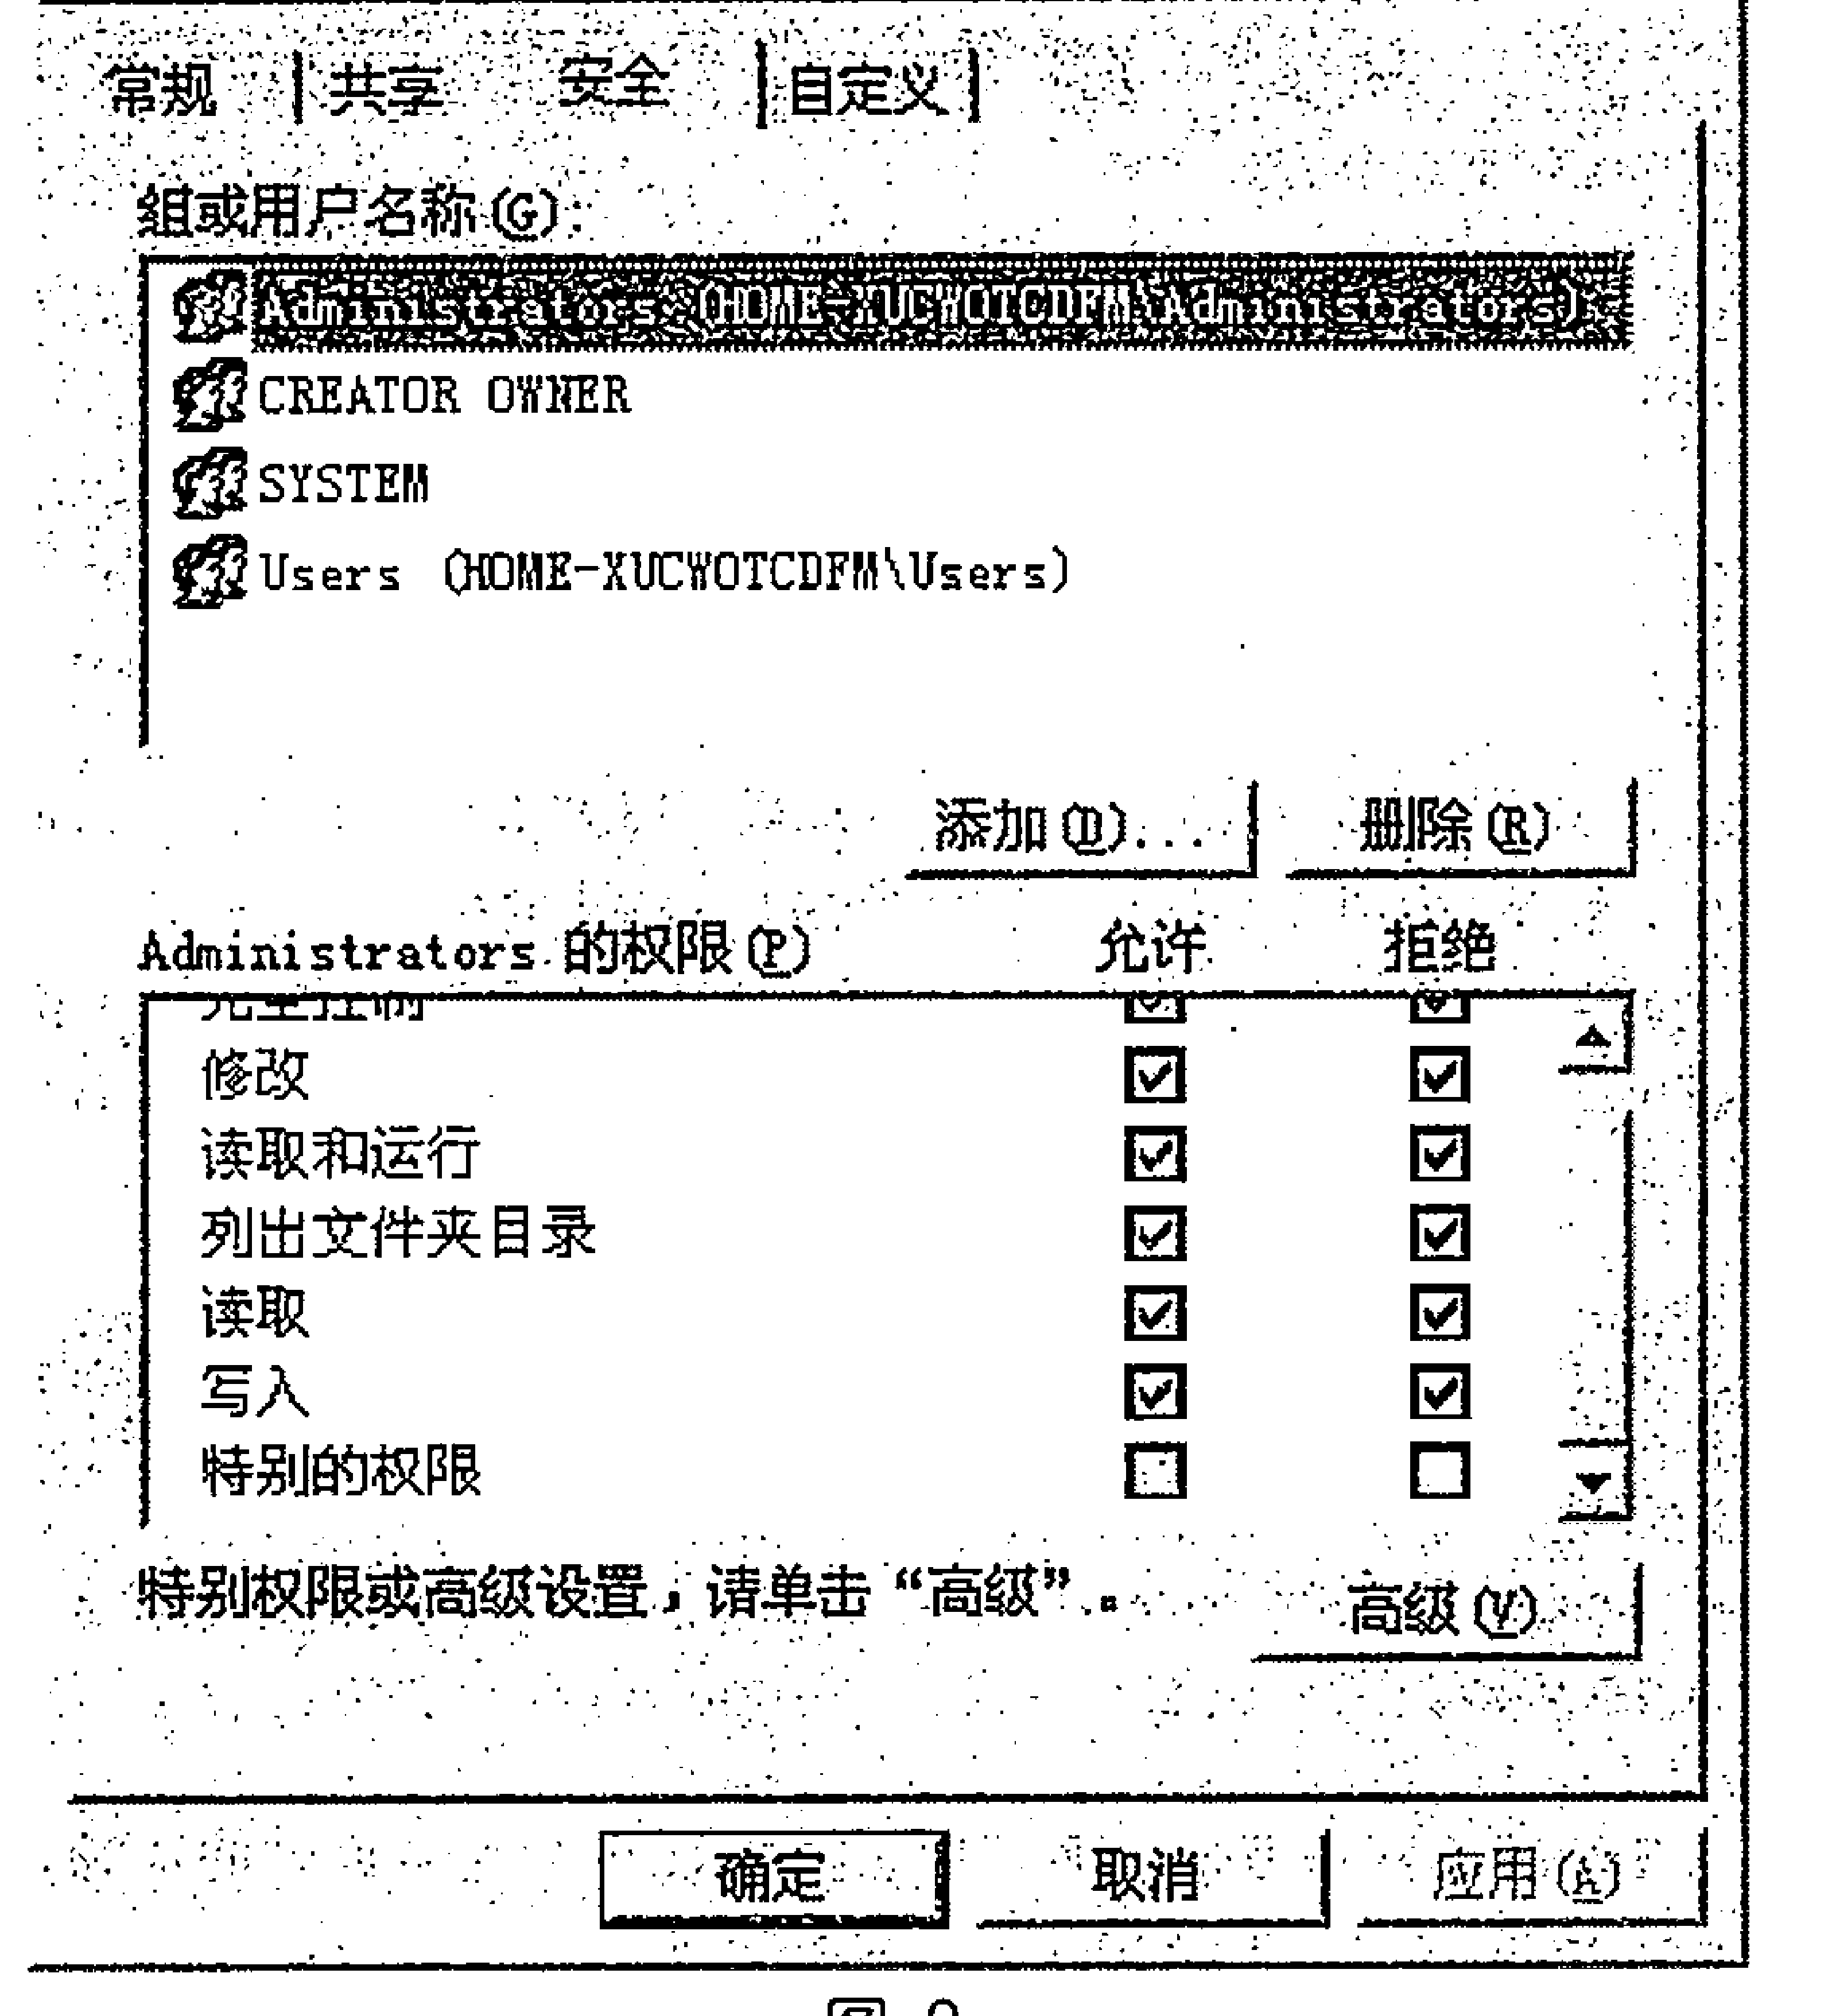 常规 共享 安全 自定义
组或用户名称(G)
Administrators (HOME-XUCWOTCDFM\Administrators)
CREATOR OWNER
SYSTEM
Users (HOME-XUCWOTCDFM\Users)
添加(D)... 删除(R)
Administrators 的权限(P) 允许 拒绝
完全控制
修改
读取和运行
列出文件夹目录
读取
写入
特别的权限
特别权限或高级设置，请单击“高级”。 高级(V)
确定 取消 应用(A)